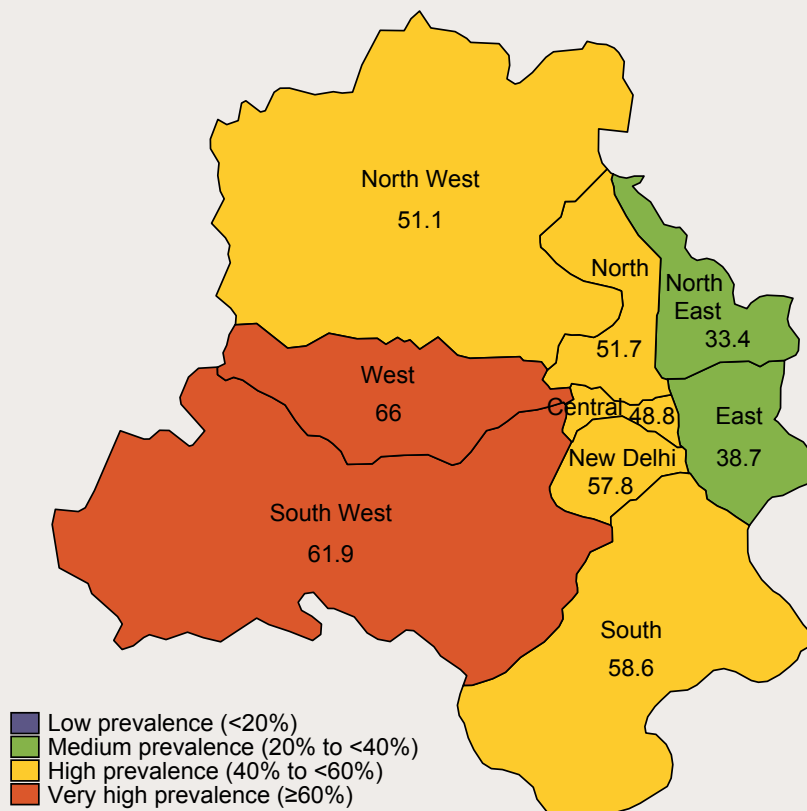 North West
51.1
North
51.7
North
East
33.4
West
66
Central
48.8
East
38.7
New Delhi
57.8
South West
61.9
South
58.6
Low prevalence (<20%)
Medium prevalence (20% to <40%)
High prevalence (40% to <60%)
Very high prevalence (≥60%)